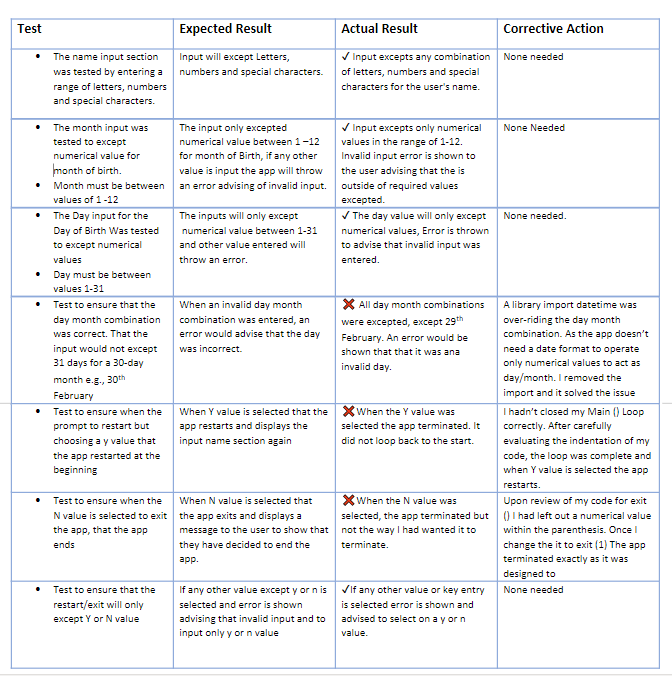 Test
Expected Result
Actual Result
Corrective Action
• The name input section
was tested by entering a
range of letters, numbers
and special characters.
Input will except Letters,
numbers and special characters.
✓ Input excepts any combination
of letters, numbers and special
characters for the user's name.
None needed
• The month input was
tested to except
numerical value for
month of birth.
• Month must be between
values of 1 -12
The input only excepted
numerical value between 1 –12
for month of Birth, if any other
value is input the app will throw
an error advising of invalid input.
✓ Input excepts only numerical
values in the range of 1-12.
Invalid input error is shown to
the user advising that the is
outside of required values
excepted.
None Needed
• The Day input for the
Day of Birth Was tested
to except numerical
values
• Day must be between
values 1-31
The inputs will only except
numerical value between 1-31
and other value entered will
throw an error.
✓ The day value will only except
numerical values, Error is thrown
to advise that invalid input was
entered.
None needed.
• Test to ensure that the
day month combination
was correct. That the
input would not except
31 days for a 30-day
month e.g., 30th
February
When an invalid day month
combination was entered, an
error would advise that the day
was incorrect.
❌ All day month combinations
were excepted, except 29th
February. An error would be
shown that that it was ana
invalid day.
A library import datetime was
over-riding the day month
combination. As the app doesn't
need a date format to operate
only numerical values to act as
day/month. I removed the
import and it solved the issue
• Test to ensure when the
prompt to restart but
choosing a y value that
the app restarted at the
beginning
When Y value is selected that the
app restarts and displays the
input name section again
❌ When the Y value was
selected the app terminated. It
did not loop back to the start.
I hadn't closed my Main () Loop
correctly. After carefully
evaluating the indentation of my
code, the loop was complete and
when Y value is selected the app
restarts.
• Test to ensure when the
N value is selected to exit
the app, that the app
ends
When N value is selected that
the app exits and displays a
message to the user to show that
they have decided to end the
app.
❌ When the N value was
selected, the app terminated but
not the way I had wanted it to
terminate.
Upon review of my code for exit
() I had left out a numerical value
within the parenthesis. Once I
change the it to exit (1) The app
terminated exactly as it was
designed to
• Test to ensure that the
restart/exit will only
except Y or N value
If any other value except y or n is
selected and error is shown
advising that invalid input and to
input only y or n value
✓If any other value or key entry
is selected error is shown and
advised to select on a y or n
value.
None needed